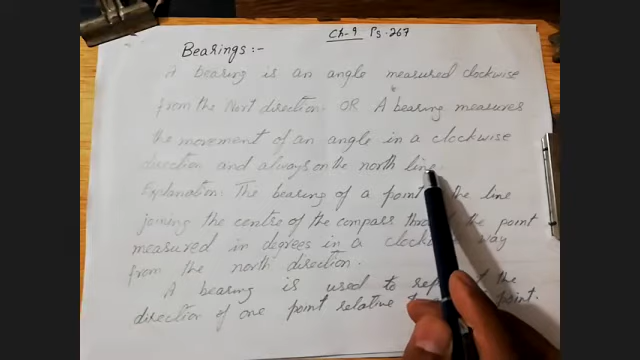 Ch-9 Pg. 267
Bearings:-
A bearing is an angle measured clockwise
from the Nort direction. OR A bearing measures
the movement of an angle in a clockwise
direction and always on the north line.
Explanation: The bearing of a point the line
joining the centre of the compass the point
measured in degrees in a way
from the north direction.
A bearing is used to the
direction of one point relative point.